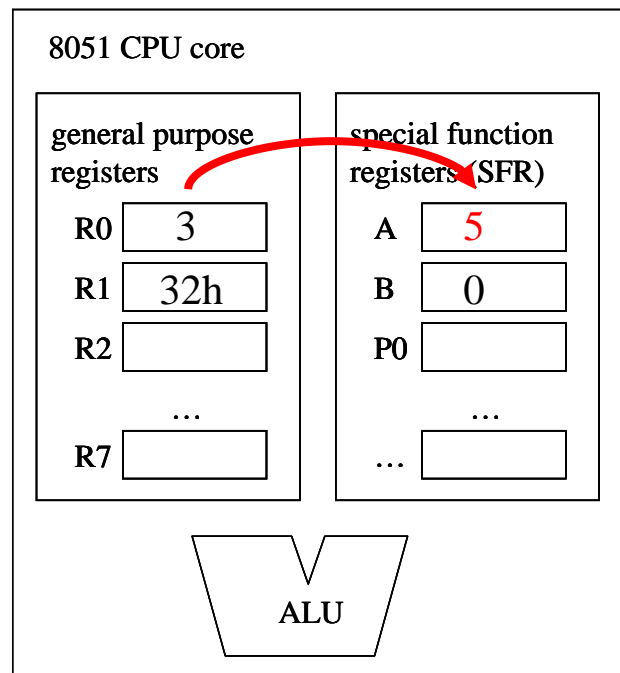 8051 CPU core
general purpose
registers
R0 3
R1 32h
R2
...
R7
special function
registers (SFR)
A 5
B 0
P0
...
...
ALU